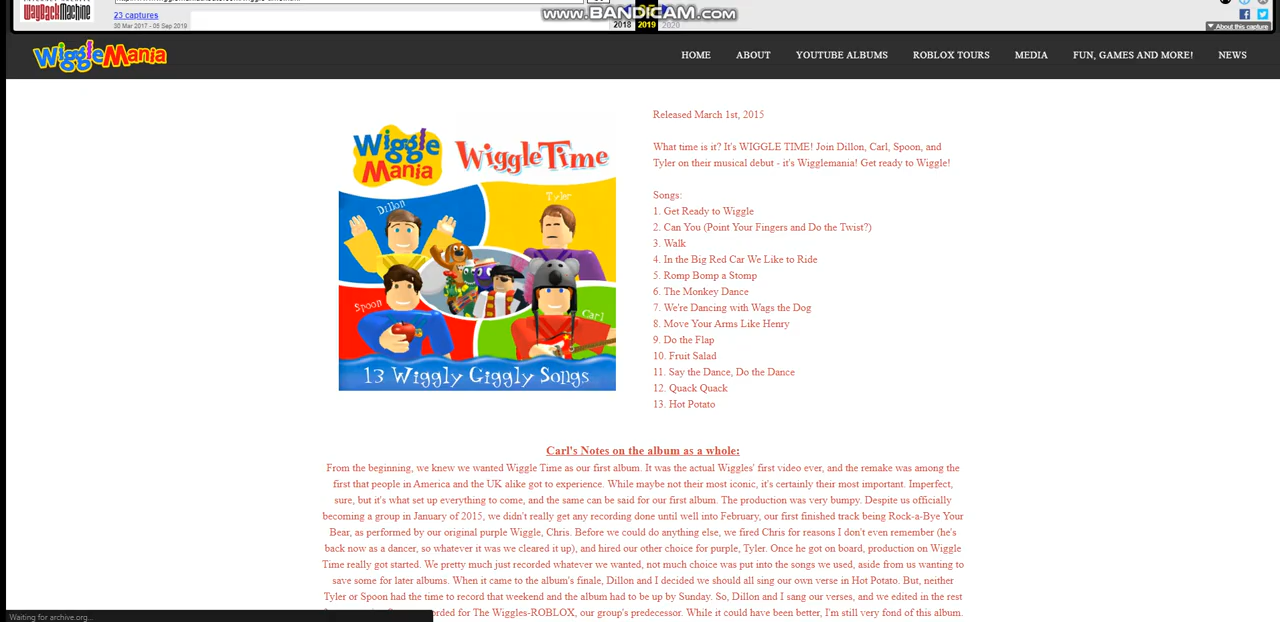 WayBackMachine
23 captures
30 Mar 2017 - 05 Sep 2019
www.BANDICAM.com
2018 2019 2020
About this capture
WiggleMania
HOME ABOUT YOUTUBE ALBUMS ROBLOX TOURS MEDIA FUN, GAMES AND MORE! NEWS
Wiggle
Mania
WiggleTime
Dillon
Tyler
Spoon
Carl
13 Wiggly Giggly Songs
Released March 1st, 2015
What time is it? It's WIGGLE TIME! Join Dillon, Carl, Spoon, and
Tyler on their musical debut - it's Wigglemania! Get ready to Wiggle!
Songs:
1. Get Ready to Wiggle
2. Can You (Point Your Fingers and Do the Twist?)
3. Walk
4. In the Big Red Car We Like to Ride
5. Romp Bomp a Stomp
6. The Monkey Dance
7. We're Dancing with Wags the Dog
8. Move Your Arms Like Henry
9. Do the Flap
10. Fruit Salad
11. Say the Dance, Do the Dance
12. Quack Quack
13. Hot Potato
Carl's Notes on the album as a whole:
From the beginning, we knew we wanted Wiggle Time as our first album. It was the actual Wiggles' first video ever, and the remake was among the
first that people in America and the UK alike got to experience. While maybe not their most iconic, it's certainly their most important. Imperfect,
sure, but it's what set up everything to come, and the same can be said for our first album. The production was very bumpy. Despite us officially
becoming a group in January of 2015, we didn't really get any recording done until well into February, our first finished track being Rock-a-Bye Your
Bear, as performed by our original purple Wiggle, Chris. Before we could do anything else, we fired Chris for reasons I don't even remember (he's
back now as a dancer, so whatever it was we cleared it up), and hired our other choice for purple, Tyler. Once he got on board, production on Wiggle
Time really got started. We pretty much just recorded whatever we wanted, not much choice was put into the songs we used, aside from us wanting to
save some for later albums. When it came to the album's finale, Dillon and I decided we should all sing our own verse in Hot Potato. But, neither
Tyler or Spoon had the time to record that weekend and the album had to be up by Sunday. So, Dillon and I sang our verses, and we edited in the rest
orded for The Wiggles-ROBLOX, our group's predecessor. While it could have been better, I'm still very fond of this album.
Waiting for archive.org...